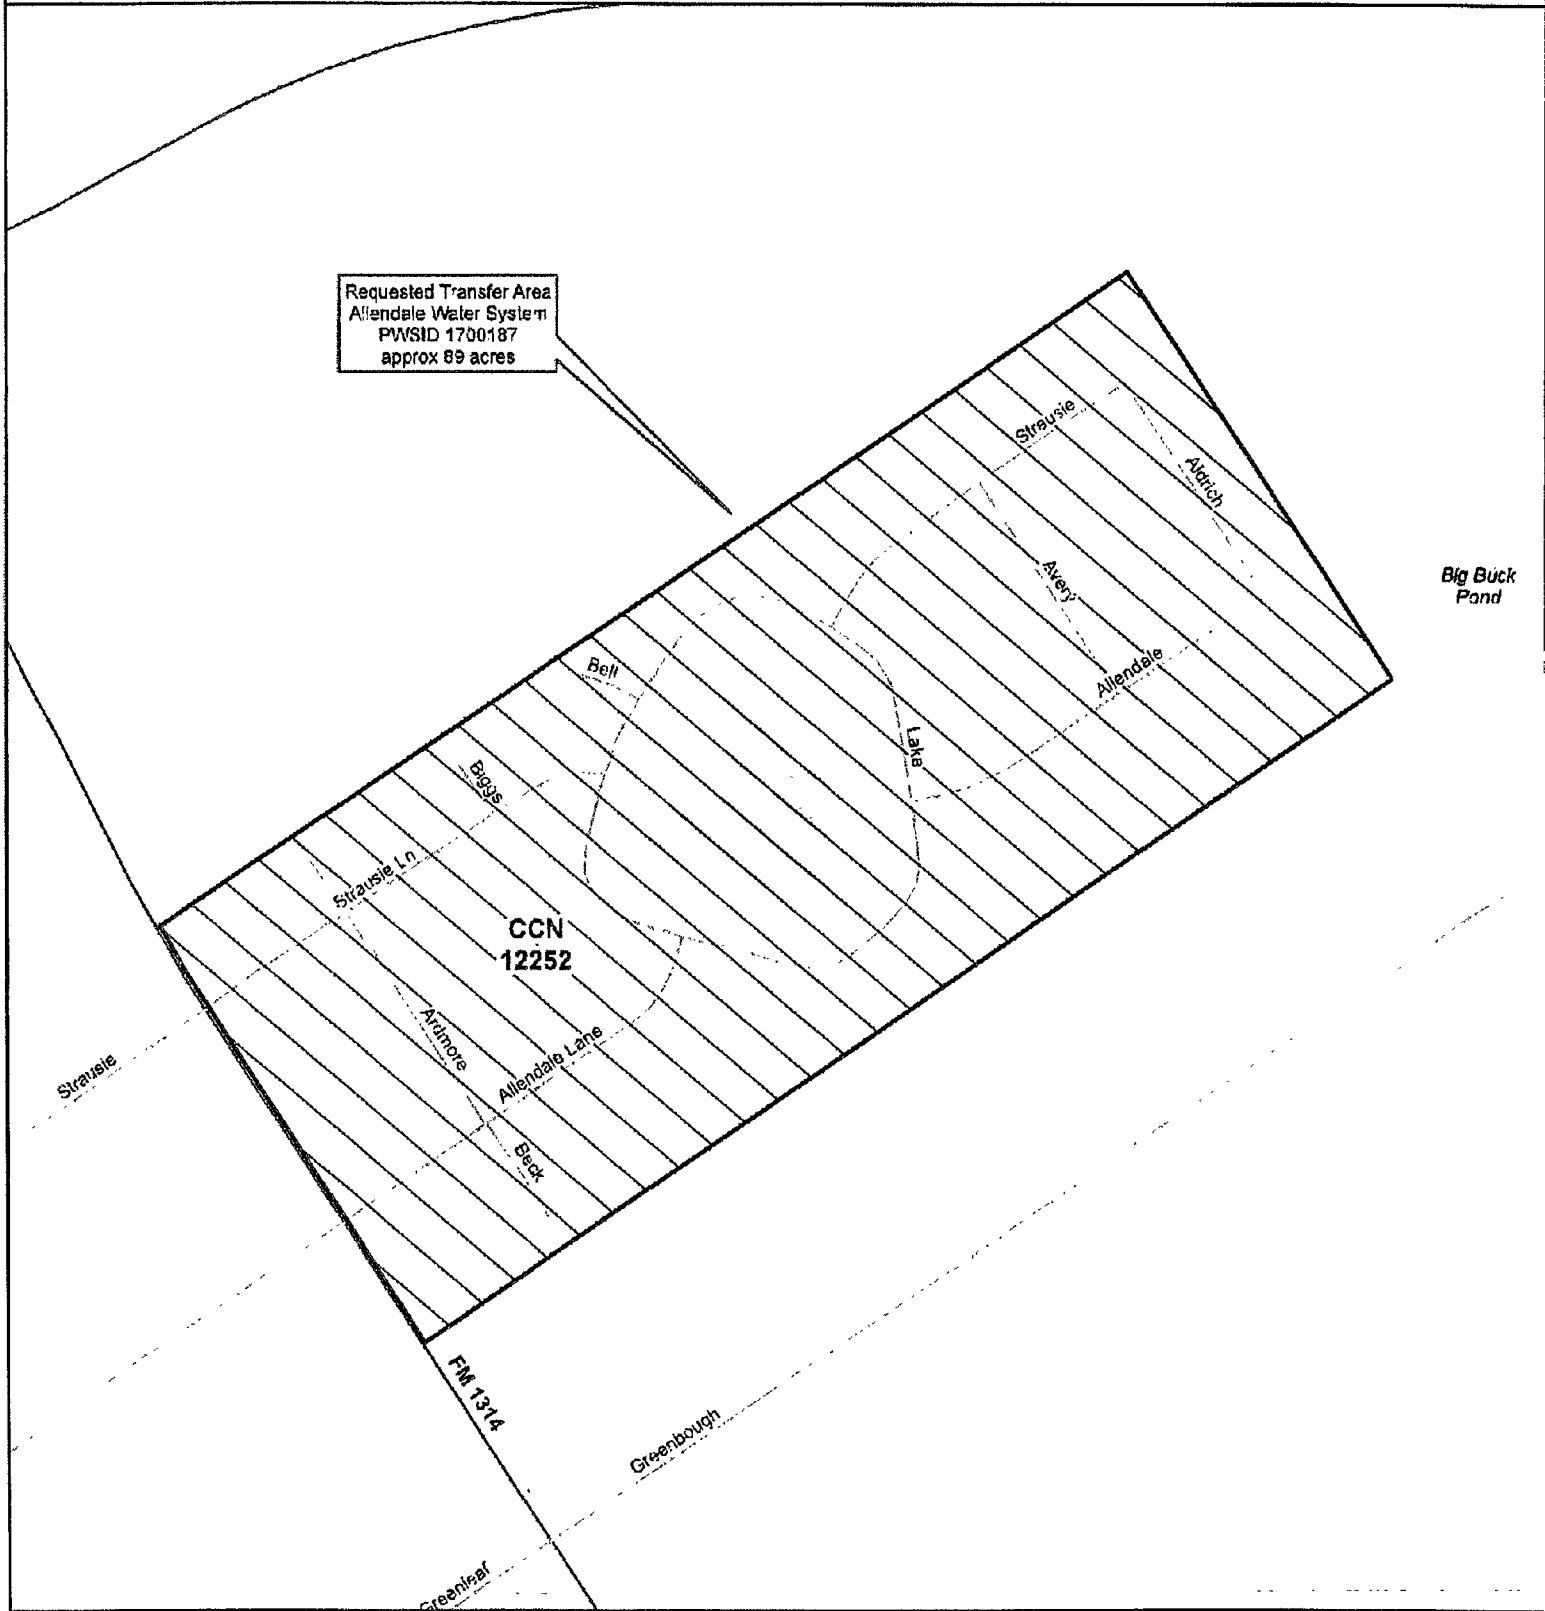 Requested Transfer Area
Allendale Water System
PWSID 1700187
approx 89 acres
Strausie
Aldrich
Avery
Big Buck
Pond
Allendale
Bell
Lake
Biggs
Strausie Ln
CCN
12252
Ardmore
Allendale Lane
Strausie
Beck
FM 1314
Greenbough
Greenleaf